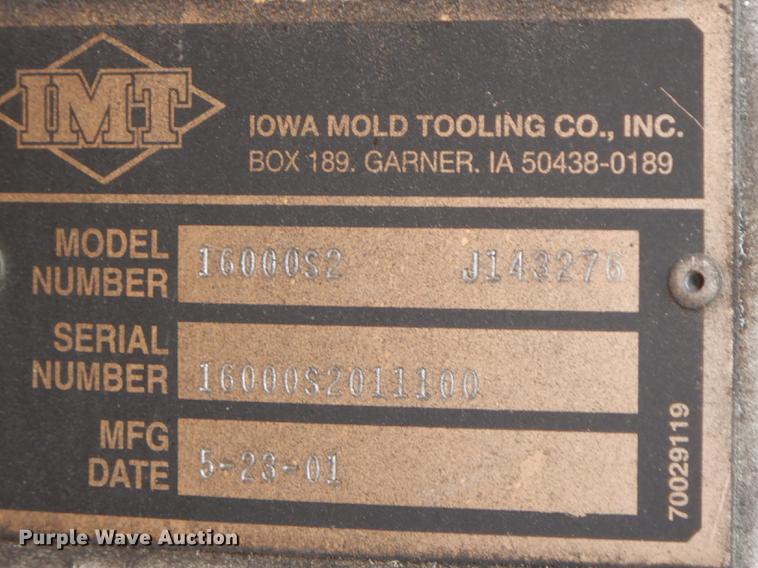 IMT
IOWA MOLD TOOLING CO., INC.
BOX 189. GARNER. IA 50438-0189
MODEL NUMBER 16000S2 J143276
SERIAL NUMBER 16000S2011100
MFG DATE 5-23-01
70029119
Purple Wave Auction